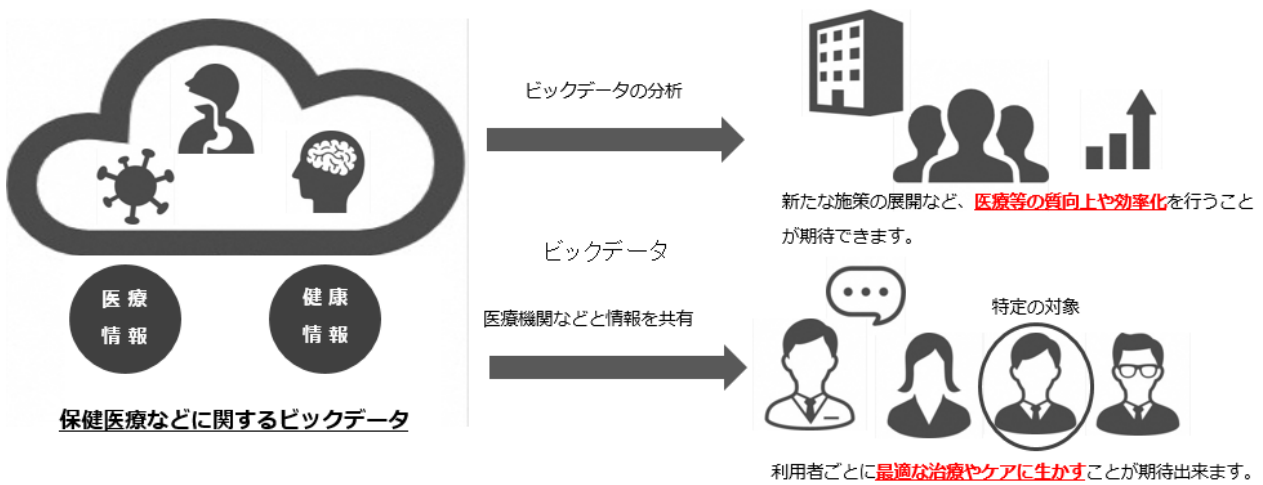 医療
情報
健康
情報
保健医療などに関するビックデータ
ビックデータの分析
新たな施策の展開など、医療等の質向上や効率化を行うこと
が期待できます。
ビックデータ
医療機関などと情報を共有
特定の対象
利用者ごとに最適な治療やケアに生かすことが期待出来ます。